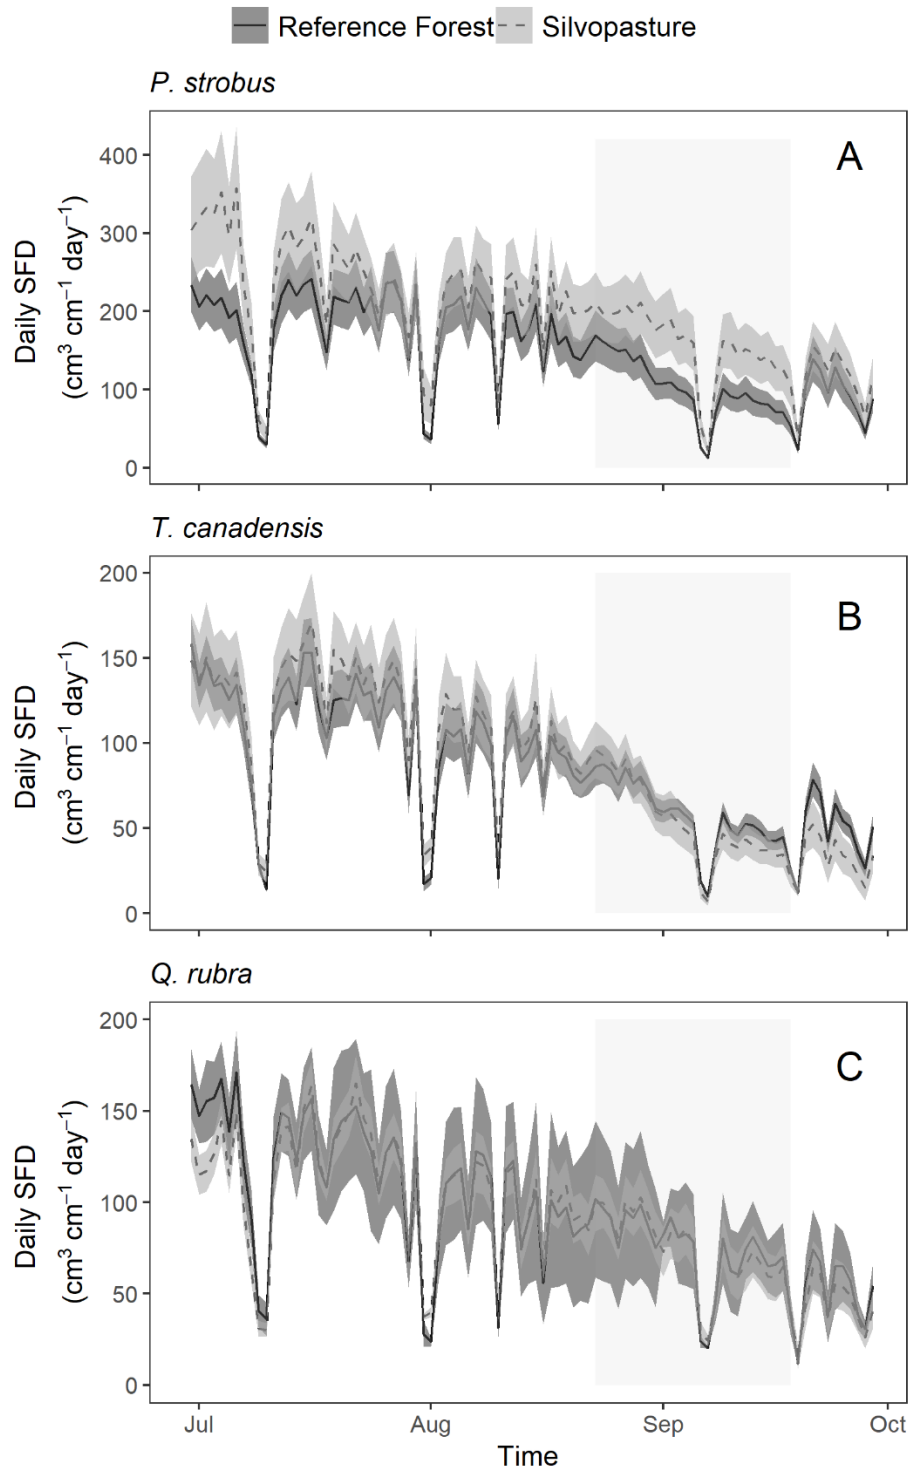 Reference Forest Silvopasture
P. strobus
A
Daily SFD
(cm³ cm⁻¹ day⁻¹)
400
300
200
100
0
T. canadensis
B
Daily SFD
(cm³ cm⁻¹ day⁻¹)
200
150
100
50
0
Q. rubra
C
Daily SFD
(cm³ cm⁻¹ day⁻¹)
200
150
100
50
0
Jul Aug Sep Oct
Time